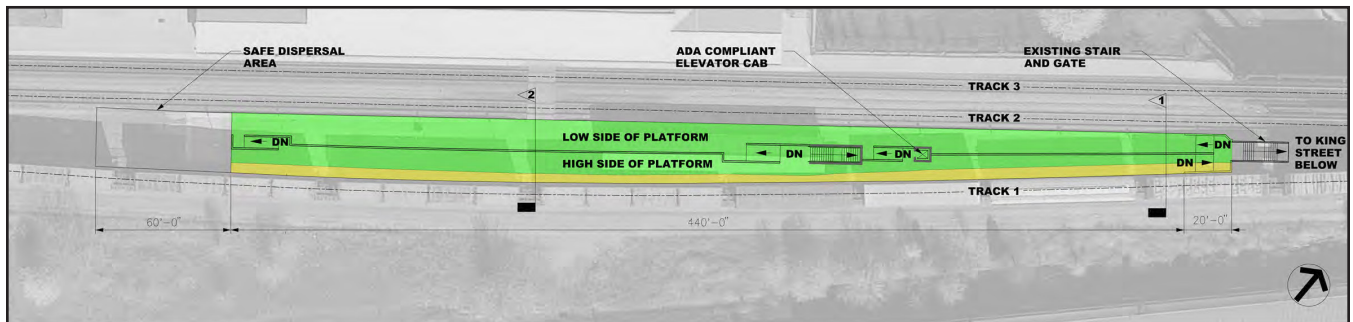 SAFE DISPERSAL
AREA
ADA COMPLIANT
ELEVATOR CAB
EXISTING STAIR
AND GATE
TRACK 3
2
1
TRACK 2
LOW SIDE OF PLATFORM
DN
DN
DN
DN
TO KING
STREET
BELOW
HIGH SIDE OF PLATFORM
DN
TRACK 1
60'-0"
440'-0"
20'-0"